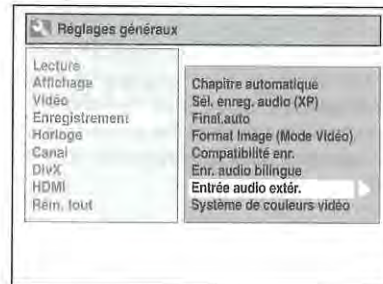 Réglages généraux
Lecture
Affichage
Vidéo
Enregistrement
Horloge
Canal
DivX
HDMI
Réin. tout
Chapitre automatique
Sél. enreg. audio (XP)
Final.auto
Format Image (Mode Vidéo)
Compatibilité enr.
Enr. audio bilingue
Entrée audio extér.
Système de couleurs vidéo